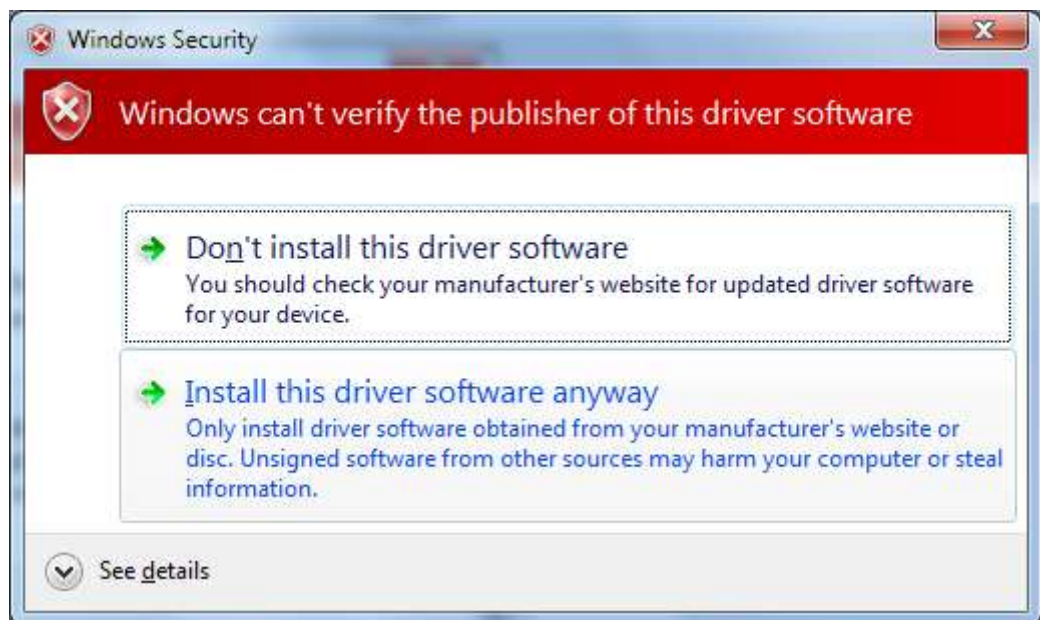 Windows Security
Windows can't verify the publisher of this driver software
Don't install this driver software
You should check your manufacturer's website for updated driver software
for your device.
Install this driver software anyway
Only install driver software obtained from your manufacturer's website or
disc. Unsigned software from other sources may harm your computer or steal
information.
See details